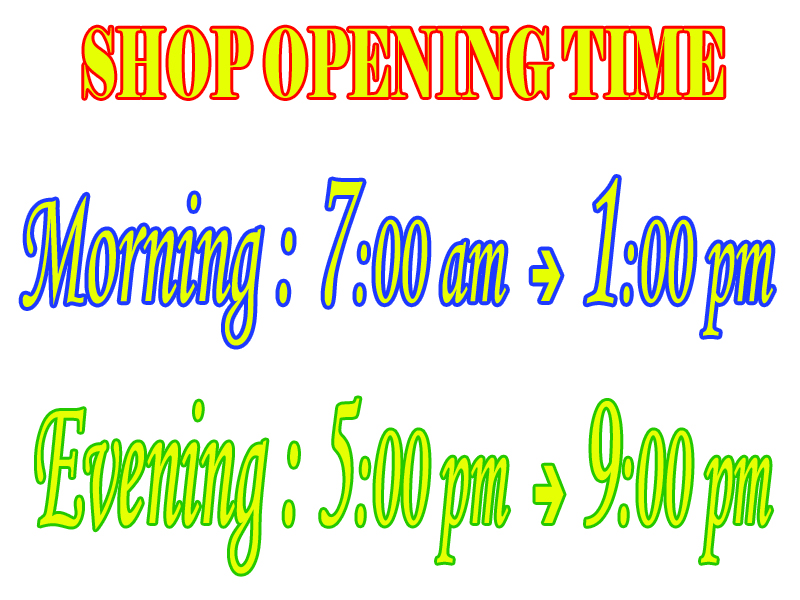 SHOP OPENING TIME
Morning : 7:00 am → 1:00 pm
Evening : 5:00 pm → 9:00 pm